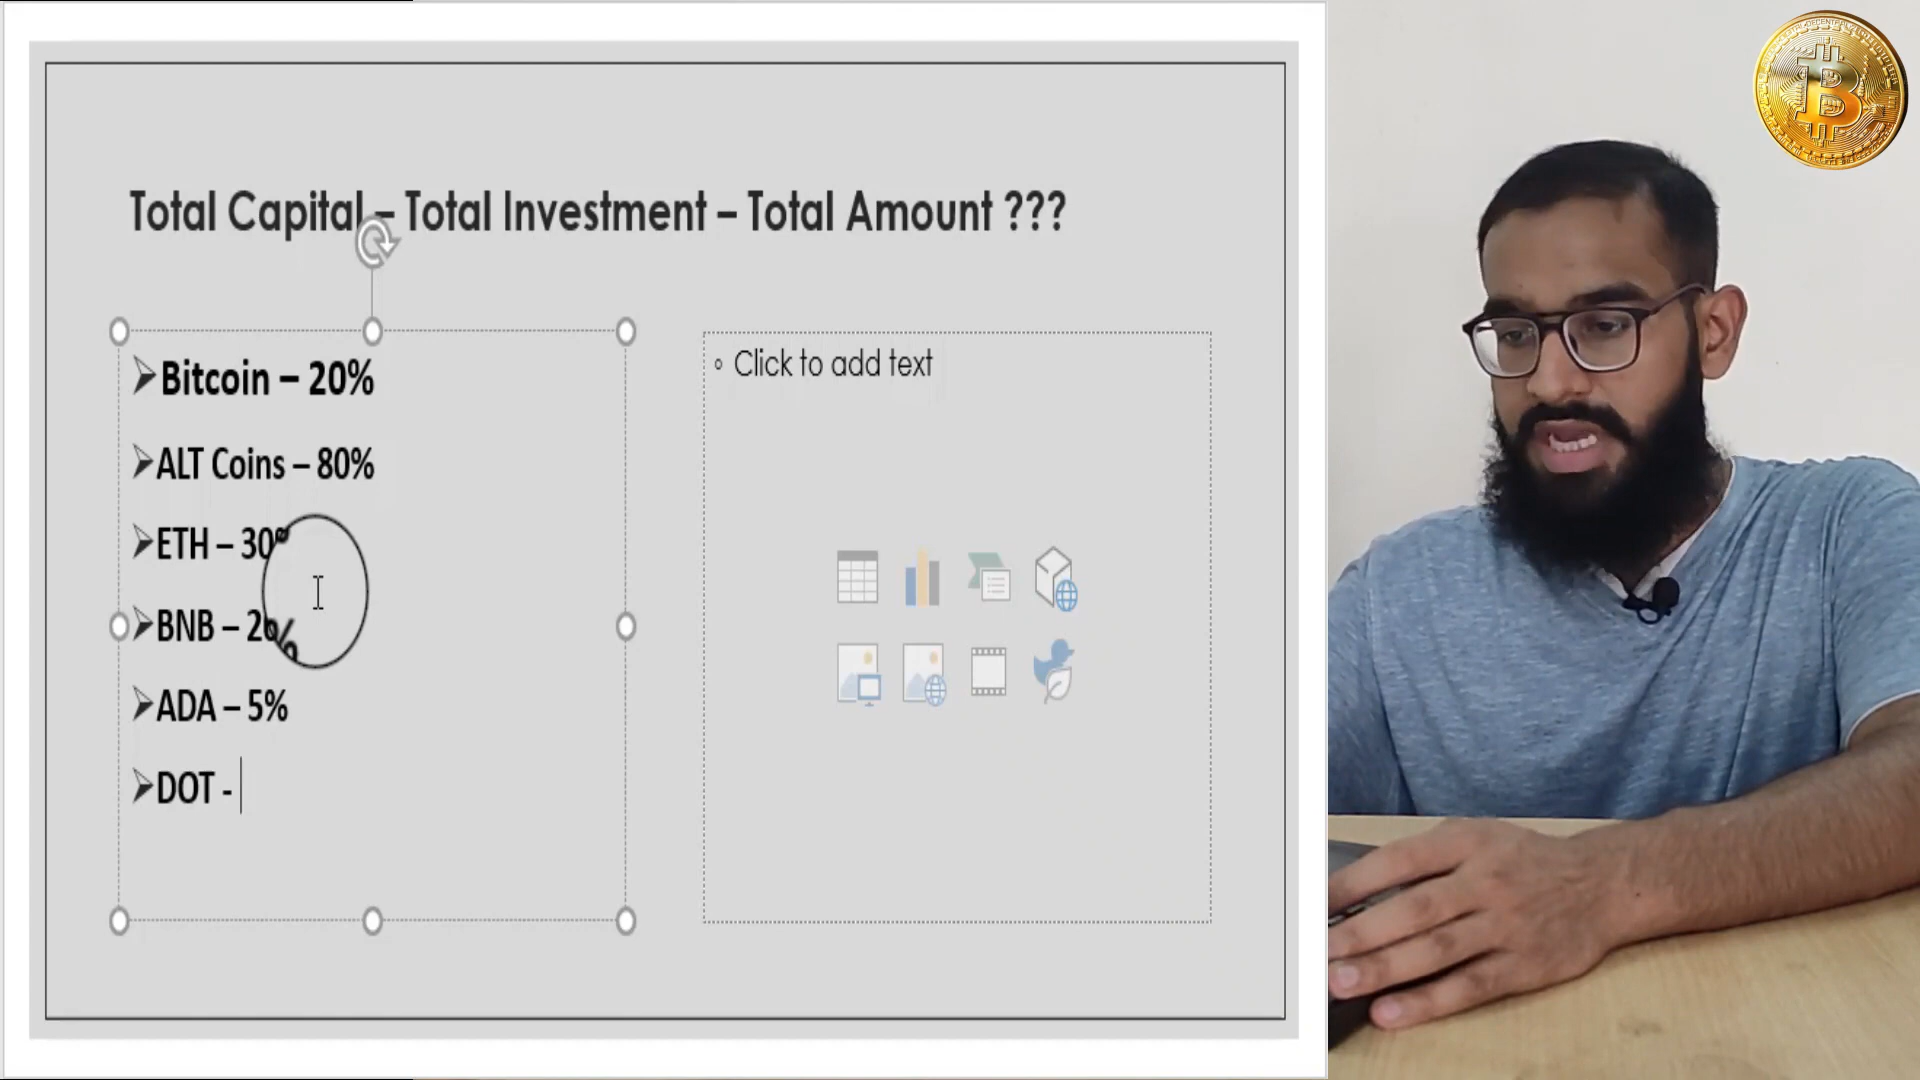 Total Capital – Total Investment – Total Amount ???
➢Bitcoin – 20%
➢ALT Coins – 80%
➢ETH – 30%
➢BNB – 20%
➢ADA – 5%
➢DOT -
◦ Click to add text